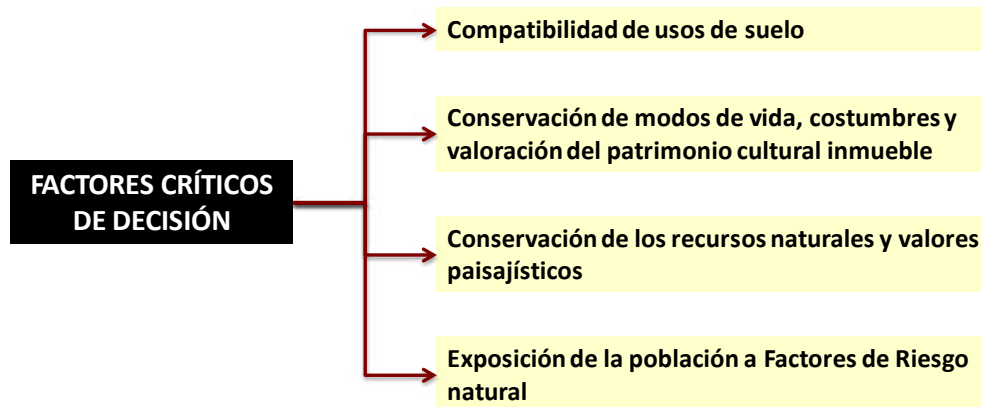 Compatibilidad de usos de suelo
Conservación de modos de vida, costumbres y
valoración del patrimonio cultural inmueble
FACTORES CRÍTICOS
DE DECISIÓN
Conservación de los recursos naturales y valores
paisajísticos
Exposición de la población a Factores de Riesgo
natural